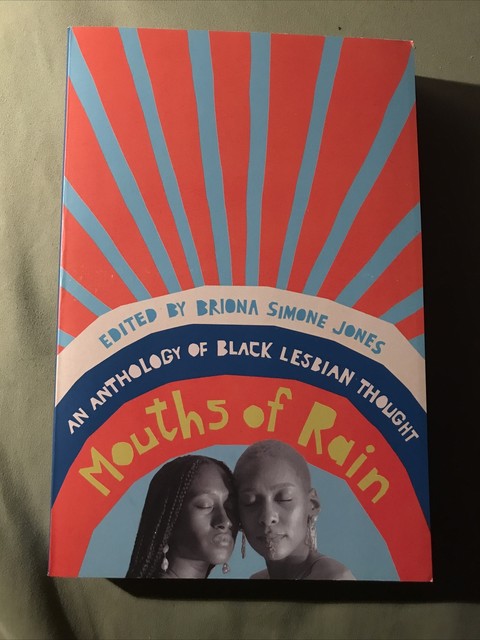 EDITED BY BRIONA SIMONE JONES
AN ANTHOLOGY OF BLACK LESBIAN THOUGHT
Mouths of Rain